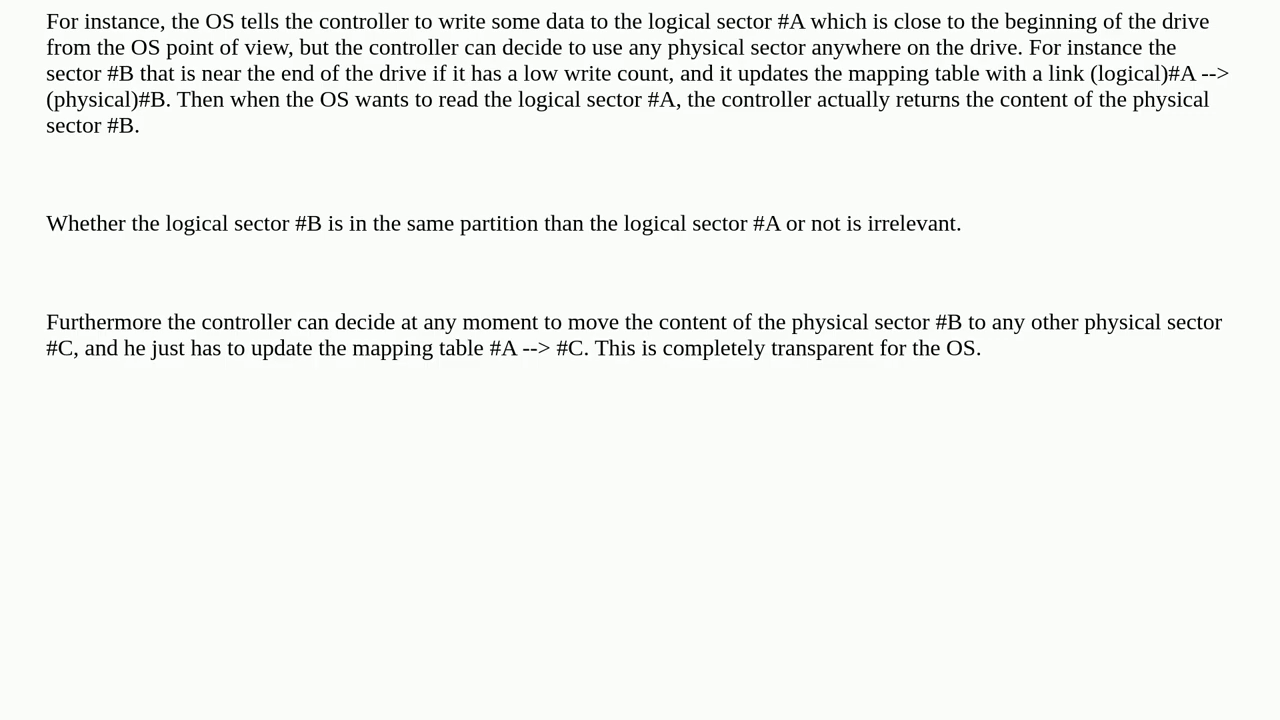 For instance, the OS tells the controller to write some data to the logical sector #A which is close to the beginning of the drive
from the OS point of view, but the controller can decide to use any physical sector anywhere on the drive. For instance the
sector #B that is near the end of the drive if it has a low write count, and it updates the mapping table with a link (logical)#A -->
(physical)#B. Then when the OS wants to read the logical sector #A, the controller actually returns the content of the physical
sector #B.
Whether the logical sector #B is in the same partition than the logical sector #A or not is irrelevant.
Furthermore the controller can decide at any moment to move the content of the physical sector #B to any other physical sector
#C, and he just has to update the mapping table #A --> #C. This is completely transparent for the OS.